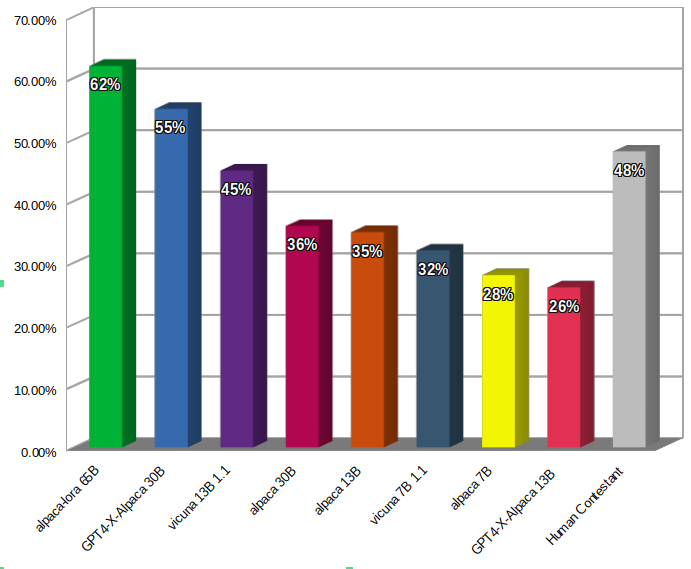 70.00%
60.00%
50.00%
40.00%
30.00%
20.00%
10.00%
0.00%
62%
55%
45%
36%
35%
32%
28%
26%
48%
alpaca-lora 65B
GPT4-X-Alpaca 30B
vicuna 13B 1.1
alpaca 30B
alpaca 13B
vicuna 7B 1.1
alpaca 7B
GPT4-X-Alpaca 13B
Human Contestant